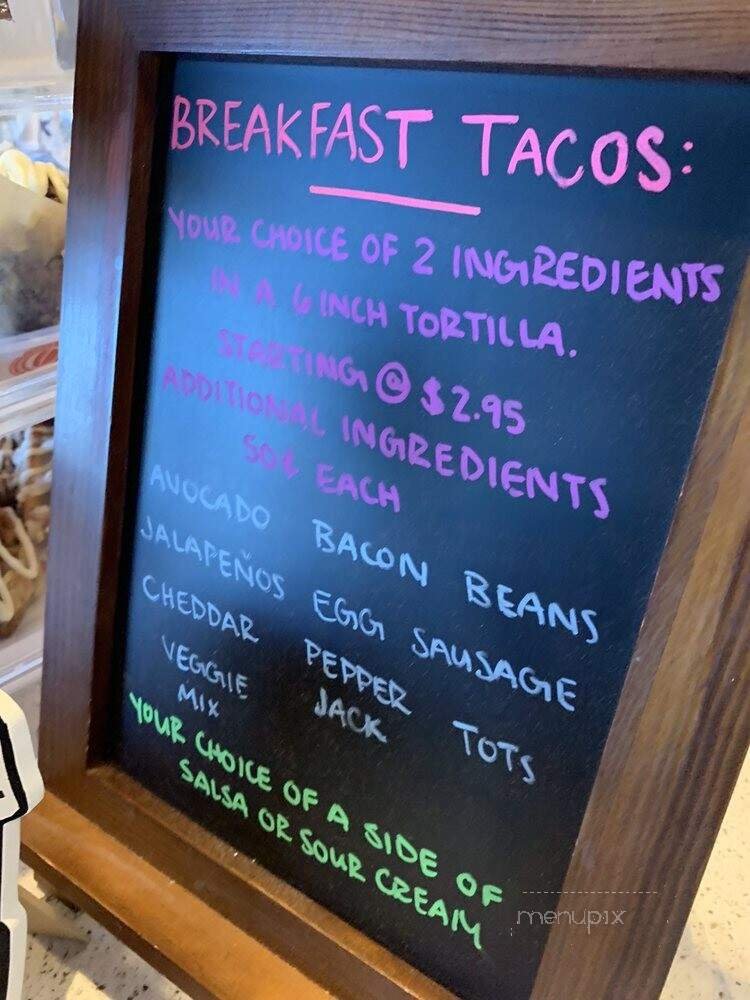 BREAKFAST TACOS:
YOUR CHOICE OF 2 INGREDIENTS
IN A 6 INCH TORTILLA.
STARTING @ $2.95
ADDITIONAL INGREDIENTS
50¢ EACH
AVOCADO BACON BEANS
JALAPEÑOS EGG SAUSAGE
CHEDDAR PEPPER JACK TOTS
VEGGIE MIX
YOUR CHOICE OF A SIDE OF
SALSA OR SOUR CREAM
menupix